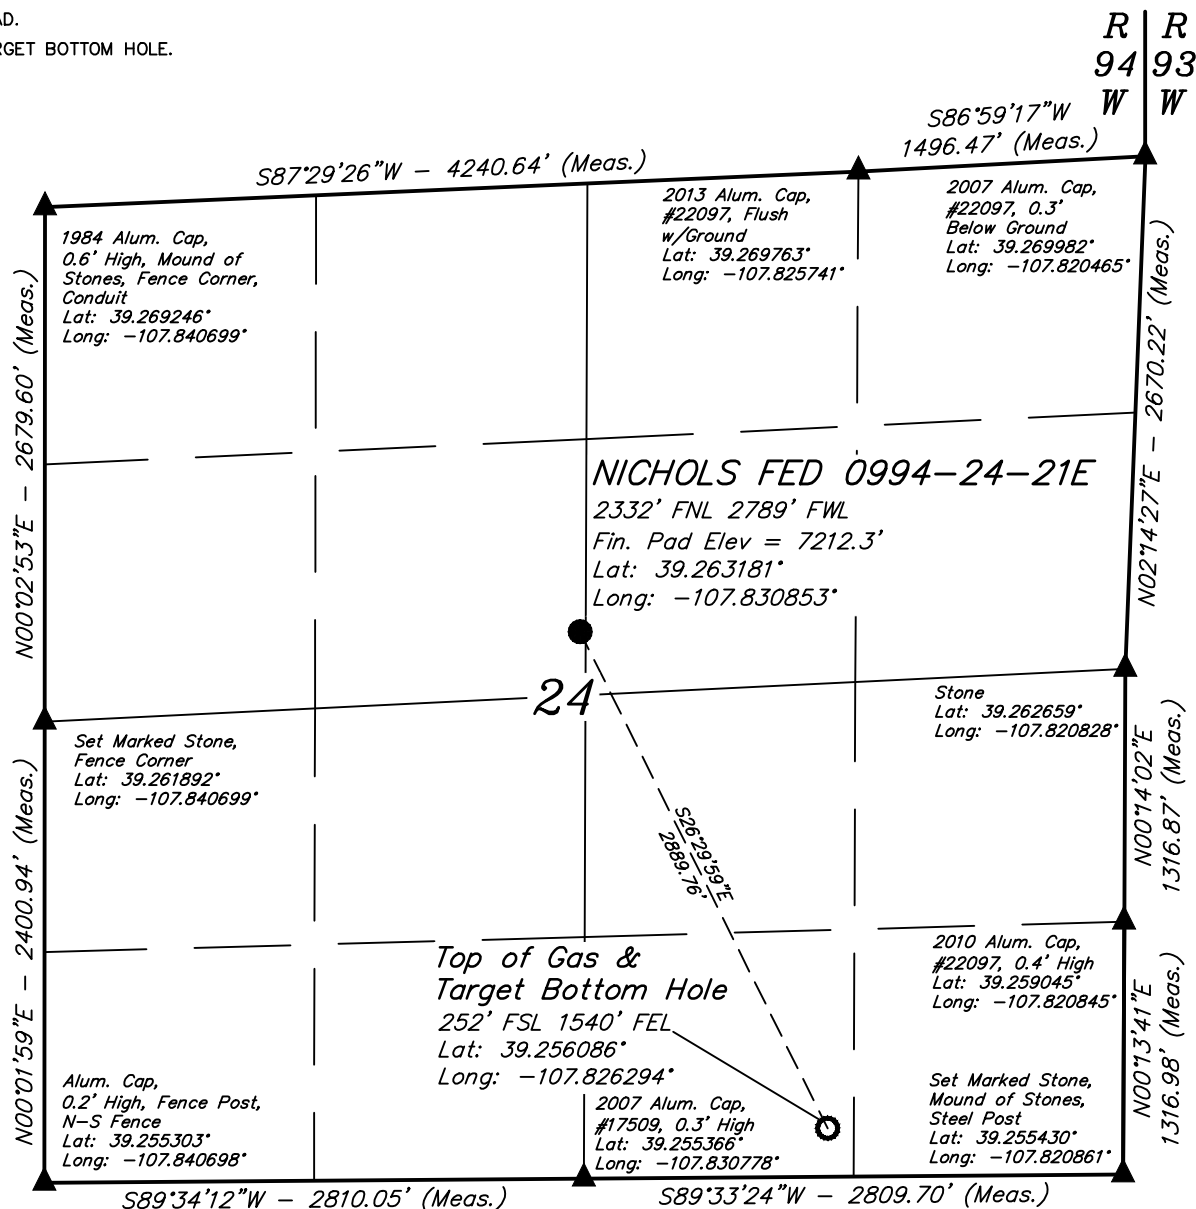 AD.
RGET BOTTOM HOLE.
R R
94 93
W W
S86°59'17"W
1496.47' (Meas.)
S87°29'26"W - 4240.64' (Meas.)
1984 Alum. Cap,
0.6' High, Mound of
Stones, Fence Corner,
Conduit
Lat: 39.269246°
Long: -107.840699°
2013 Alum. Cap,
#22097, Flush
w/Ground
Lat: 39.269763°
Long: -107.825741°
2007 Alum. Cap,
#22097, 0.3'
Below Ground
Lat: 39.269982°
Long: -107.820465°
N00°02'53"E - 2679.60' (Meas.)
N02°14'27"E - 2670.22' (Meas.)
NICHOLS FED 0994-24-21E
2332' FNL 2789' FWL
Fin. Pad Elev = 7212.3'
Lat: 39.263181°
Long: -107.830853°
24
Stone
Lat: 39.262659°
Long: -107.820828°
Set Marked Stone,
Fence Corner
Lat: 39.261892°
Long: -107.840699°
N00°14'02"E
1316.87' (Meas.)
S26°29'59"E
2889.76'
N00°01'59"E - 2400.94' (Meas.)
Top of Gas &
Target Bottom Hole
252' FSL 1540' FEL
Lat: 39.256086°
Long: -107.826294°
2010 Alum. Cap,
#22097, 0.4' High
Lat: 39.259045°
Long: -107.820845°
N00°13'41"E
1316.98' (Meas.)
Alum. Cap,
0.2' High, Fence Post,
N-S Fence
Lat: 39.255303°
Long: -107.840698°
2007 Alum. Cap,
#17509, 0.3' High
Lat: 39.255366°
Long: -107.830778°
Set Marked Stone,
Mound of Stones,
Steel Post
Lat: 39.255430°
Long: -107.820861°
S89°34'12"W - 2810.05' (Meas.)
S89°33'24"W - 2809.70' (Meas.)